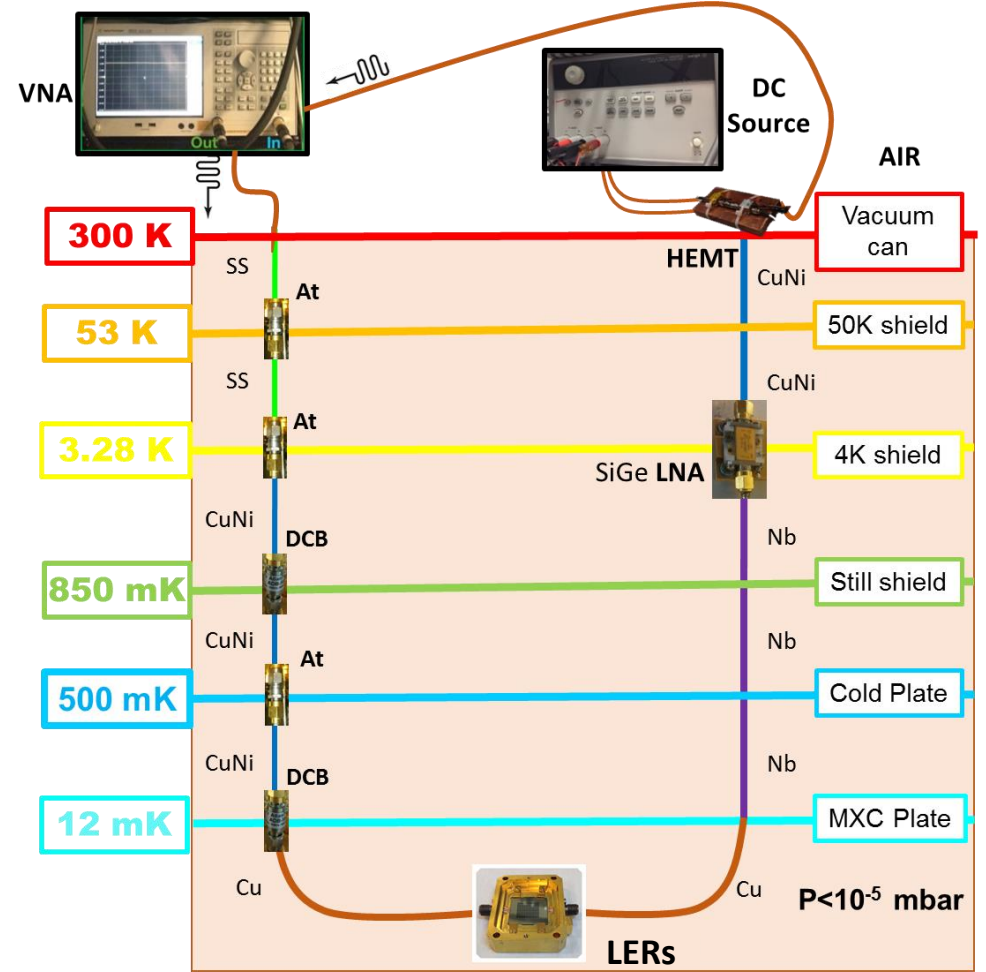 VNA
Out
In
DC
Source
AIR
300 K
Vacuum
can
SS
HEMT
CuNi
At
53 K
50K shield
SS
CuNi
At
3.28 K
4K shield
SiGe LNA
CuNi
DCB
Nb
850 mK
Still shield
CuNi
Nb
At
500 mK
Cold Plate
CuNi
Nb
DCB
12 mK
MXC Plate
Cu
Cu
P<10⁻⁵ mbar
LERs